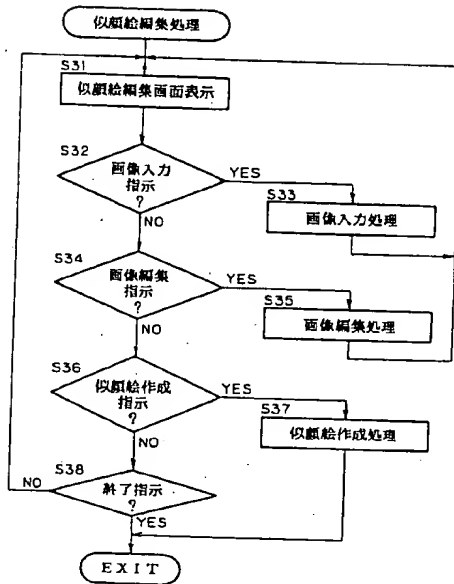 似顔絵編集処理
S31
似顔絵編集画面表示
S32
画像入力
指示
?
YES
S33
画像入力処理
NO
S34
画像編集
指示
?
YES
S35
画像編集処理
NO
S36
似顔絵作成
指示
?
YES
S37
似顔絵作成処理
NO
S38
終了指示
?
NO
YES
EXIT